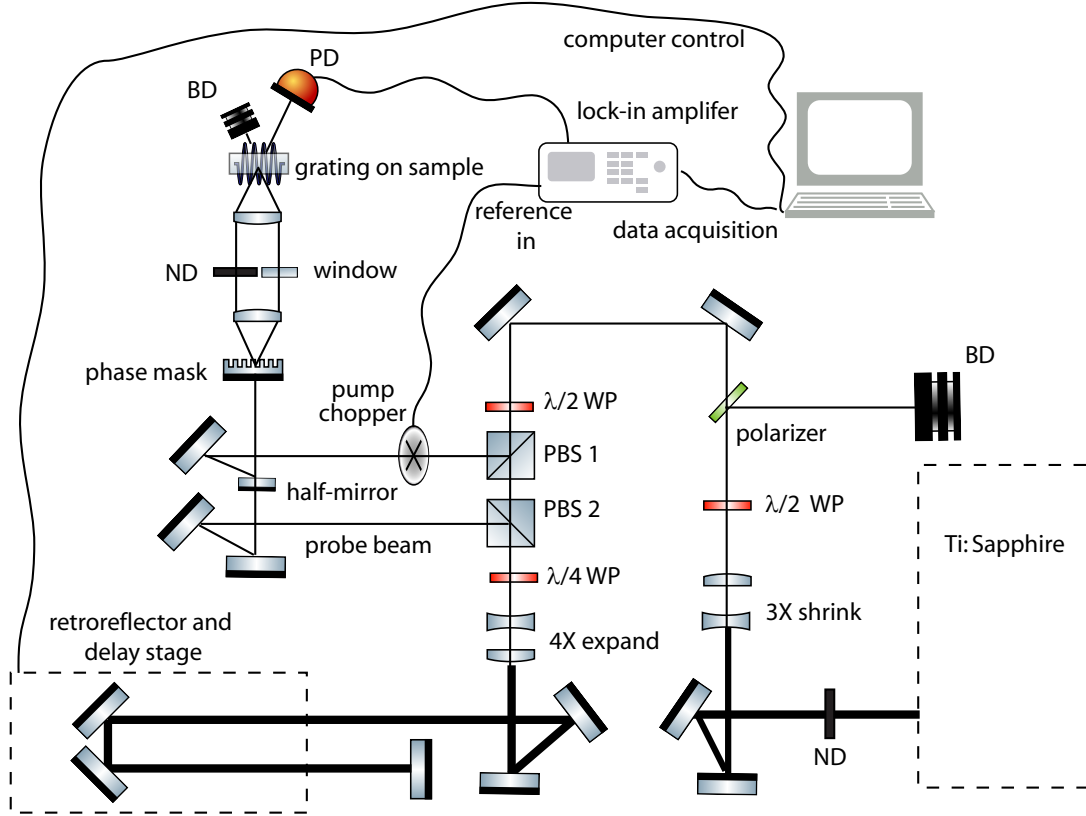 computer control
PD
BD
lock-in amplifer
grating on sample
reference
in
data acquisition
ND
window
phase mask
pump
chopper
λ/2 WP
BD
polarizer
PBS 1
half-mirror
PBS 2
λ/2 WP
probe beam
Ti: Sapphire
λ/4 WP
3X shrink
retroreflector and
delay stage
4X expand
ND